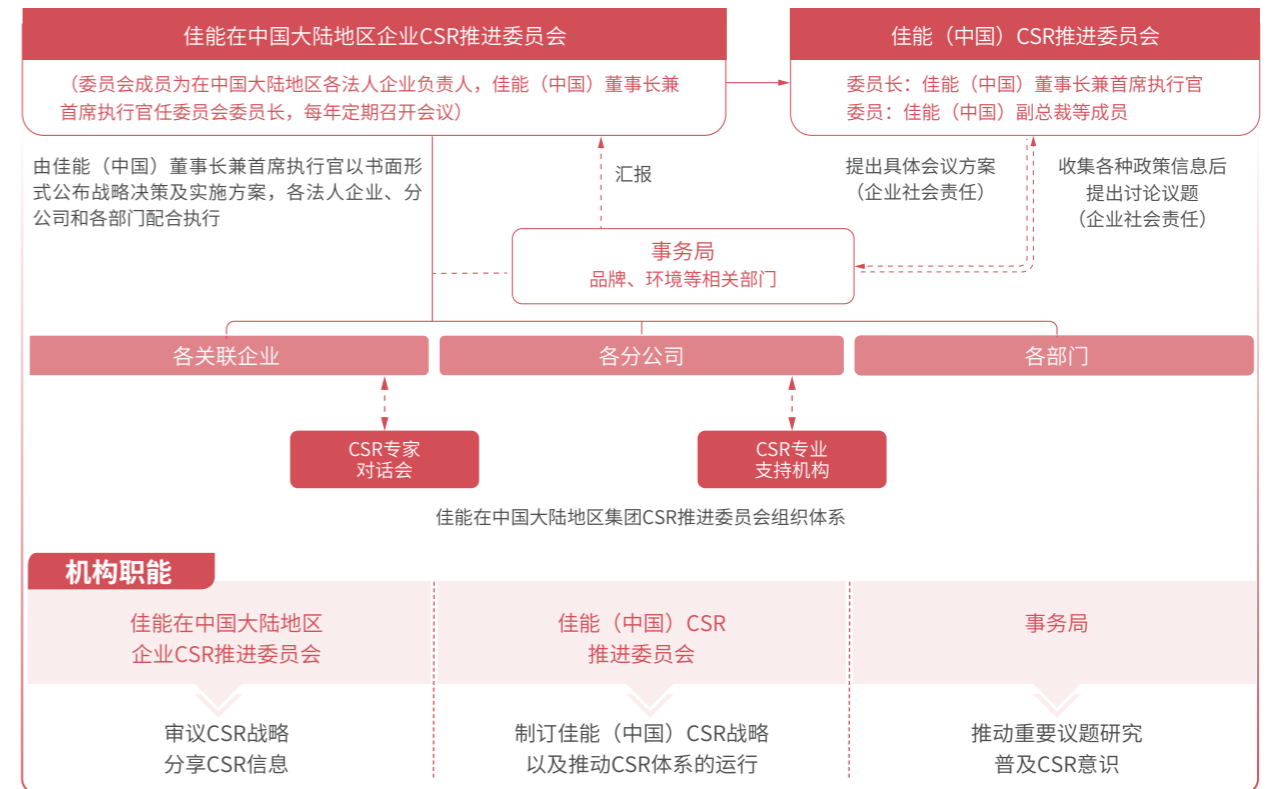 佳能在中国大陆地区企业CSR推进委员会
（委员会成员为在中国大陆地区各法人企业负责人，佳能（中国）董事长兼
首席执行官任委员会委员长，每年定期召开会议）
佳能（中国）CSR推进委员会
委员长：佳能（中国）董事长兼首席执行官
委员：佳能（中国）副总裁等成员
由佳能（中国）董事长兼首席执行官以书面形
式公布战略决策及实施方案，各法人企业、分
公司和各部门配合执行
汇报
提出具体会议方案
（企业社会责任）
收集各种政策信息后
提出讨论议题
（企业社会责任）
事务局
品牌、环境等相关部门
各关联企业
各分公司
各部门
CSR专家
对话会
CSR专业
支持机构
佳能在中国大陆地区集团CSR推进委员会组织体系
机构职能
佳能在中国大陆地区
企业CSR推进委员会
佳能（中国）CSR
推进委员会
事务局
审议CSR战略
分享CSR信息
制订佳能（中国）CSR战略
以及推动CSR体系的运行
推动重要议题研究
普及CSR意识